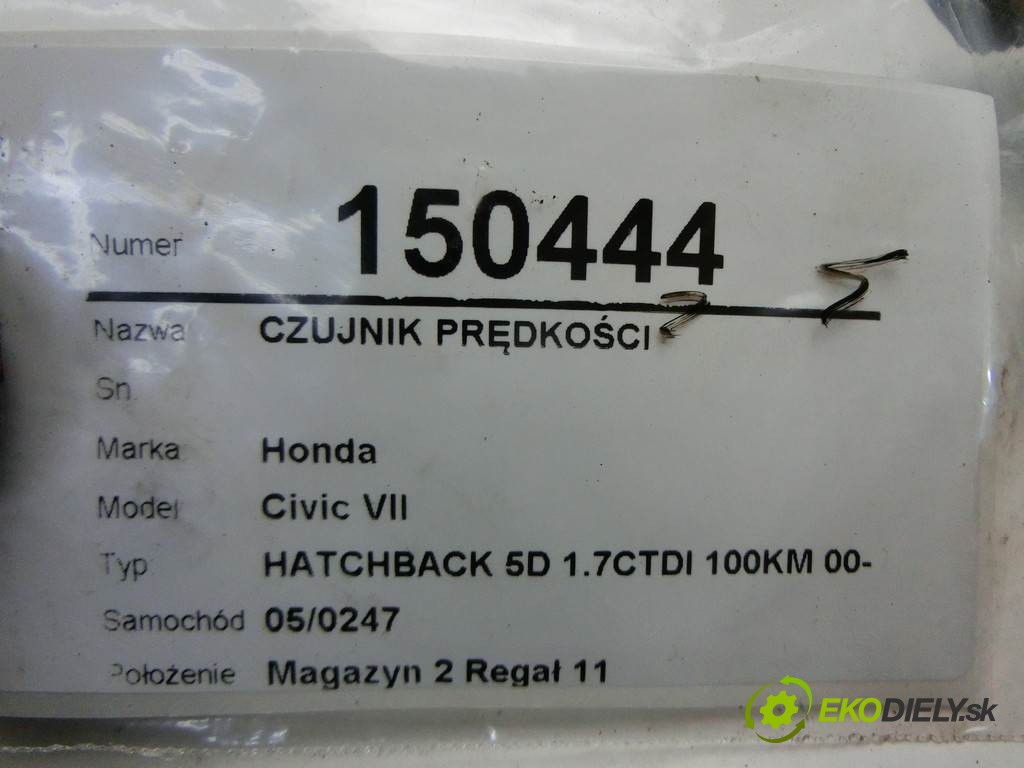 Numer 150444
Nazwa CZUJNIK PRĘDKOŚCI
Sn
Marka Honda
Model Civic VII
Typ HATCHBACK 5D 1.7CTDI 100KM 00-
Samochód 05/0247
Położenie Magazyn 2 Regał 11
EKODIELY.sk